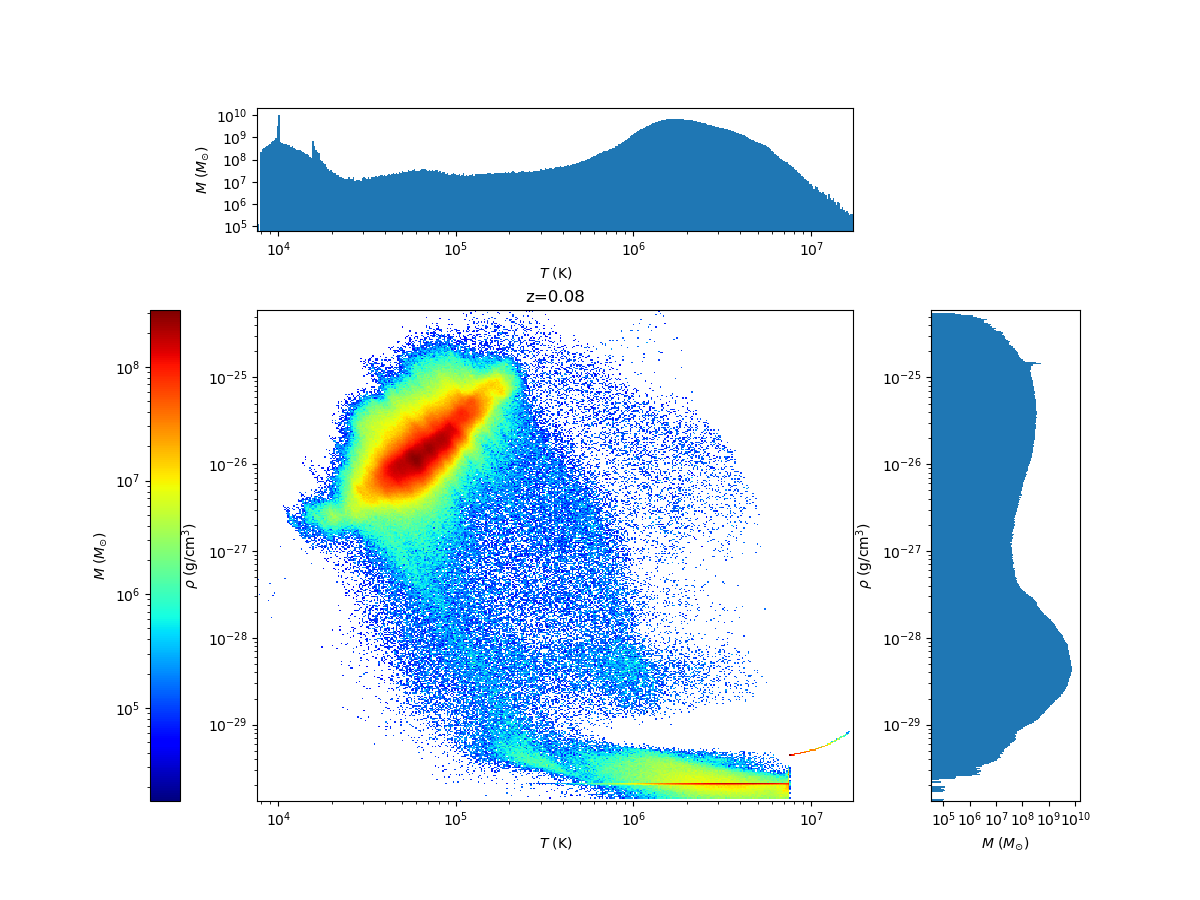 10¹⁰
10⁹
10⁸
10⁷
10⁶
10⁵
M (M☉)
10⁴ 10⁵ 10⁶ 10⁷
T (K)
z=0.08
10⁸
10⁷
10⁶
10⁵
M (M☉)
10⁻²⁵
10⁻²⁶
10⁻²⁷
10⁻²⁸
10⁻²⁹
ρ (g/cm³)
10⁴ 10⁵ 10⁶ 10⁷
T (K)
10⁻²⁵
10⁻²⁶
10⁻²⁷
10⁻²⁸
10⁻²⁹
ρ (g/cm³)
10⁵ 10⁶ 10⁷ 10⁸ 10⁹ 10¹⁰
M (M☉)